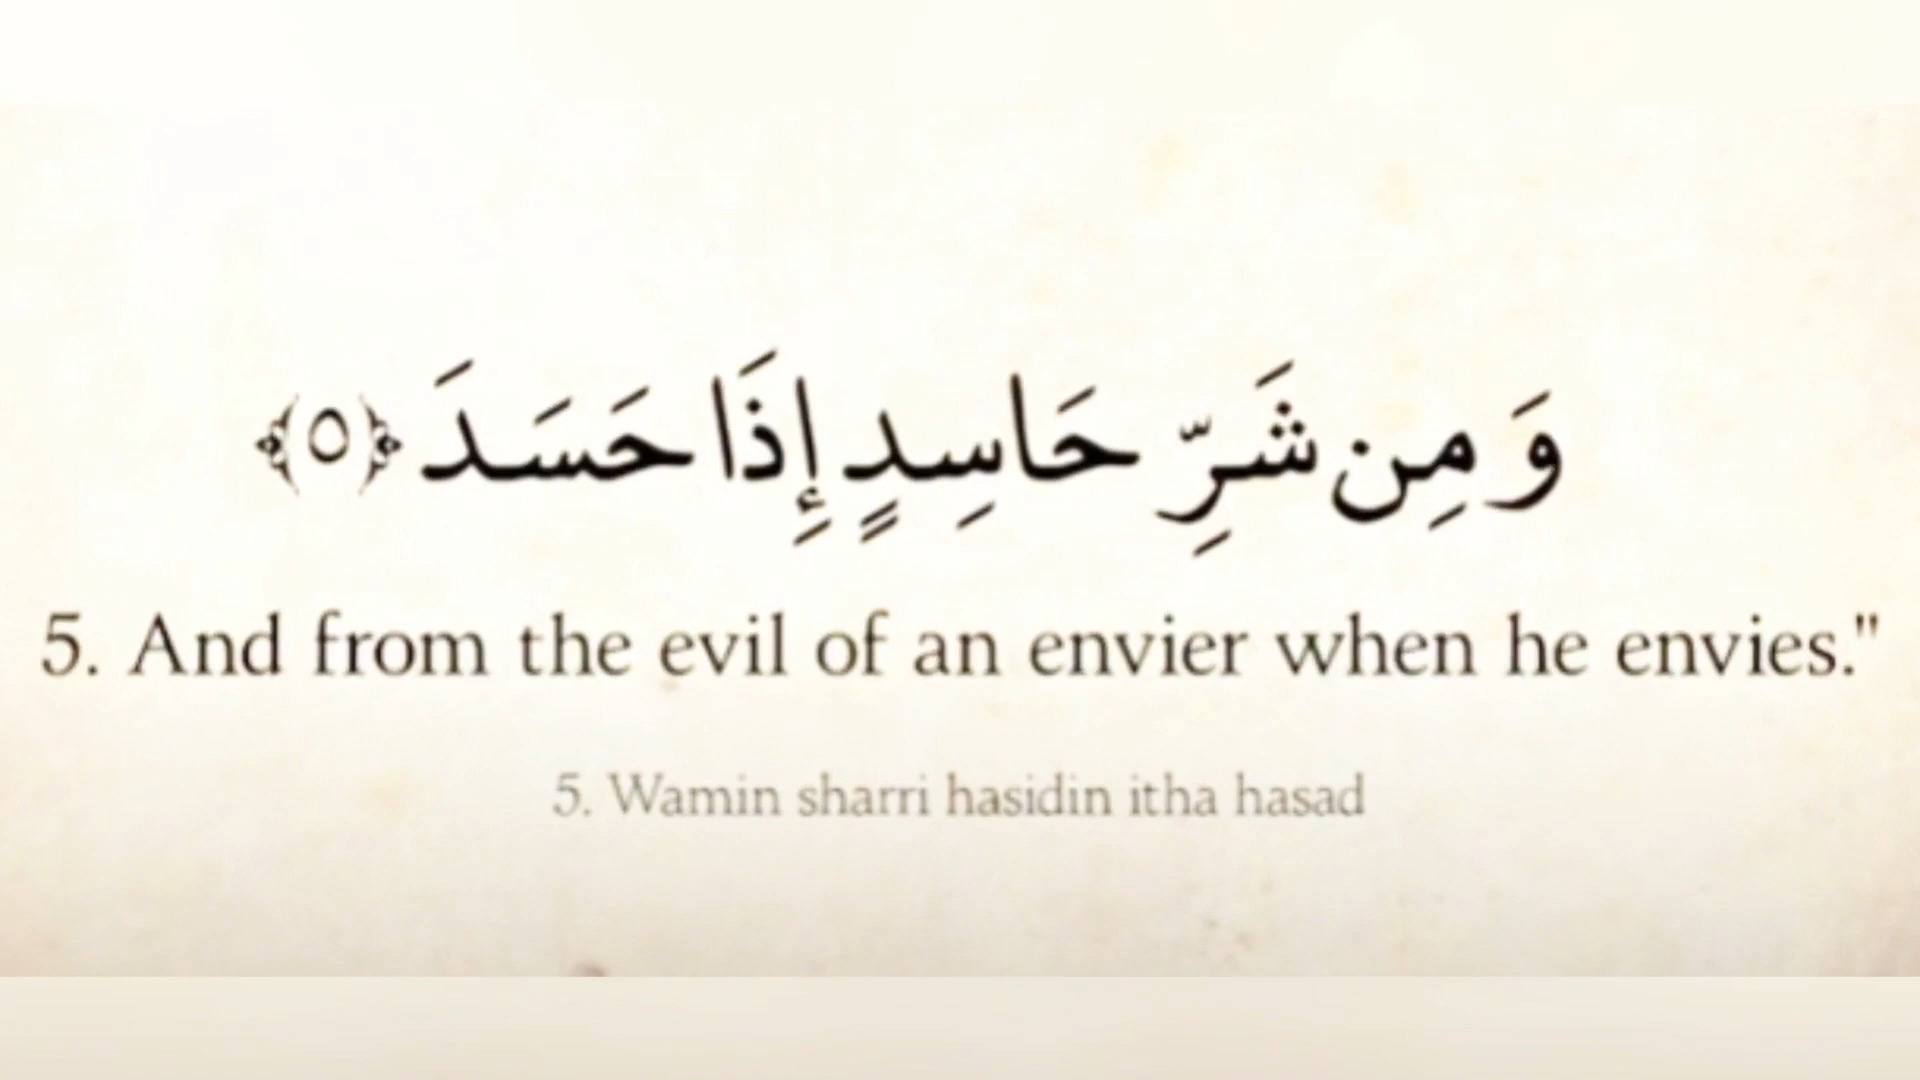 وَ مِن شَرِّ حَاسِدٍ إِذَا حَسَدَ ﴿٥﴾
5. And from the evil of an envier when he envies."
5. Wamin sharri hasidin itha hasad